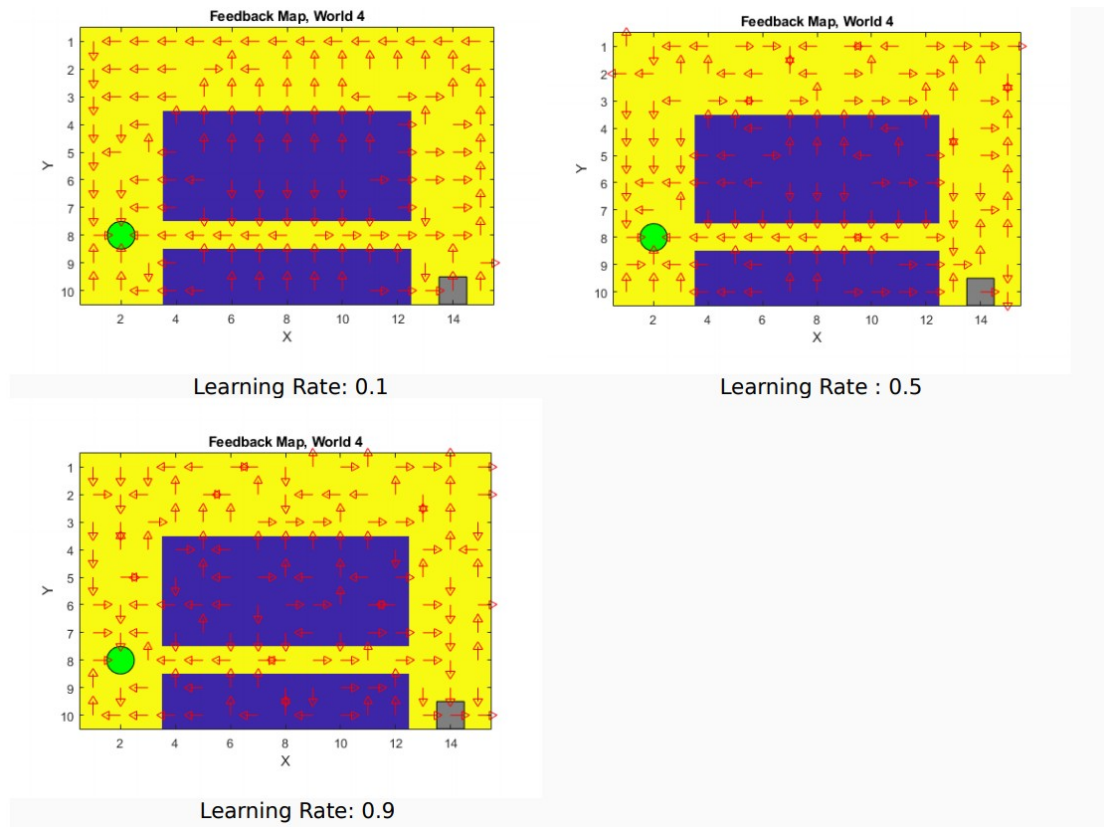 Feedback Map, World 4
Y
1
2
3
4
5
6
7
8
9
10
2 4 6 8 10 12 14
X
Learning Rate: 0.1
Feedback Map, World 4
Y
1
2
3
4
5
6
7
8
9
10
2 4 6 8 10 12 14
X
Learning Rate : 0.5
Feedback Map, World 4
Y
1
2
3
4
5
6
7
8
9
10
2 4 6 8 10 12 14
X
Learning Rate: 0.9